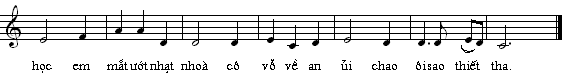 học em mắt ướt nhạt nhoà cô vỗ về an ủi chao ôi sao thiết tha.